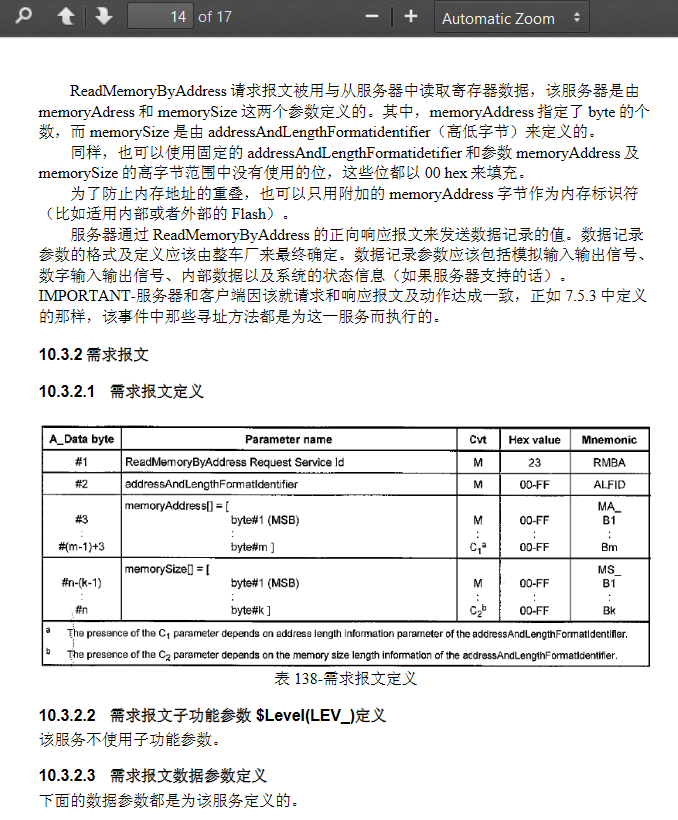 14 of 17
Automatic Zoom
ReadMemoryByAddress 请求报文被用与从服务器中读取寄存器数据，该服务器是由
memoryAdress 和 memorySize 这两个参数定义的。其中，memoryAddress 指定了 byte 的个
数，而 memorySize 是由 addressAndLengthFormatidentifier（高低字节）来定义的。
同样，也可以使用固定的 addressAndLengthFormatidetifier 和参数 memoryAddress 及
memorySize 的高字节范围中没有使用的位，这些位都以 00 hex 来填充。
为了防止内存地址的重叠，也可以只用附加的 memoryAddress 字节作为内存标识符
（比如适用内部或者外部的 Flash）。
服务器通过 ReadMemoryByAddress 的正向响应报文来发送数据记录的值。数据记录
参数的格式及定义应该由整车厂来最终确定。数据记录参数应该包括模拟输入输出信号、
数字输入输出信号、内部数据以及系统的状态信息（如果服务器支持的话）。
IMPORTANT-服务器和客户端因该就请求和响应报文及动作达成一致，正如 7.5.3 中定义
的那样，该事件中那些寻址方法都是为这一服务而执行的。
10.3.2 需求报文
10.3.2.1 需求报文定义
A_Data byte Parameter name Cvt Hex value Mnemonic
#1 ReadMemoryByAddress Request Service Id M 23 RMBA
#2 addressAndLengthFormatIdentifier M 00-FF ALFID
memoryAddress[] = [ MA_
#3 byte#1 (MSB) M 00-FF B1
: : : :
#(m-1)+3 byte#m ] C1a 00-FF Bm
memorySize[] = [ MS_
#n-(k-1) byte#1 (MSB) M 00-FF B1
: : : :
#n byte#k ] C2b 00-FF Bk
a The presence of the C1 parameter depends on address length information parameter of the addressAndLengthFormatIdentifier.
b The presence of the C2 parameter depends on the memory size length information of the addressAndLengthFormatIdentifier.
表 138-需求报文定义
10.3.2.2 需求报文子功能参数 $Level(LEV_)定义
该服务不使用子功能参数。
10.3.2.3 需求报文数据参数定义
下面的数据参数都是为该服务定义的。